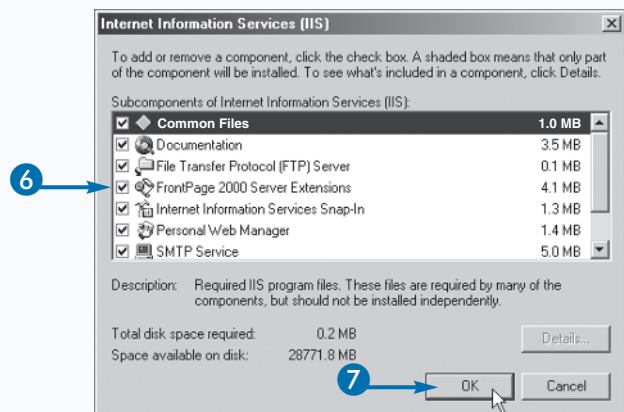 Internet Information Services (IIS)
To add or remove a component, click the check box. A shaded box means that only part
of the component will be installed. To see what's included in a component, click Details.
Subcomponents of Internet Information Services (IIS):
Common Files 1.0 MB
Documentation 3.5 MB
File Transfer Protocol (FTP) Server 0.1 MB
6
FrontPage 2000 Server Extensions 4.1 MB
Internet Information Services Snap-In 1.3 MB
Personal Web Manager 1.4 MB
SMTP Service 5.0 MB
Description: Required IIS program files. These files are required by many of the
components, but should not be installed independently.
Total disk space required: 0.2 MB
Details...
Space available on disk: 28771.8 MB
7
OK
Cancel